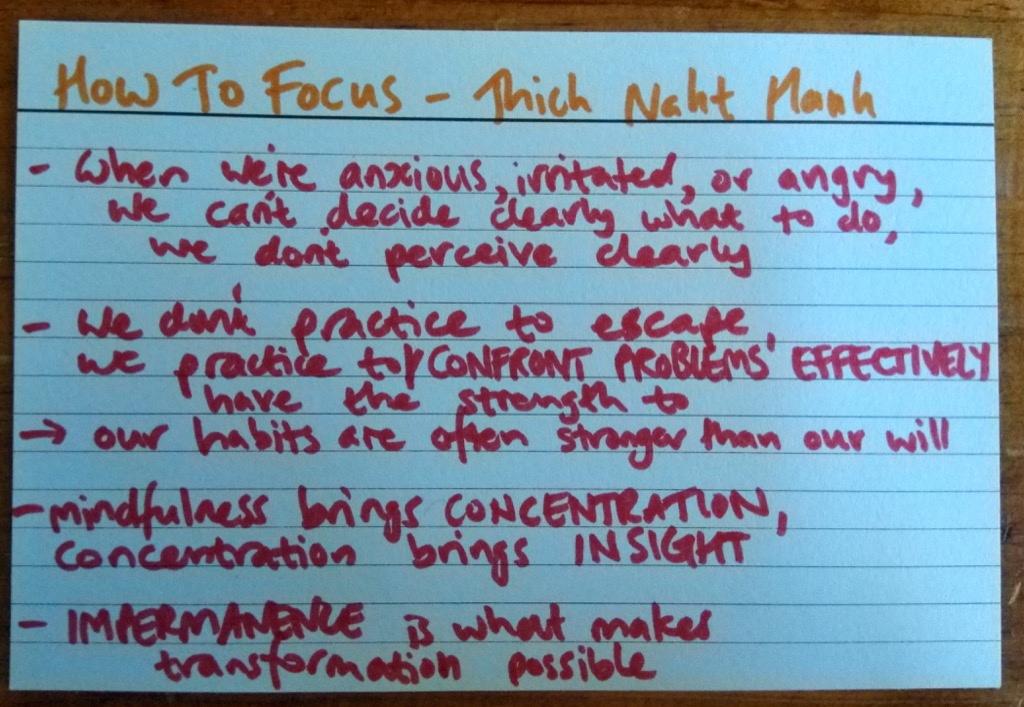 How To Focus - Thich Naht Hanh
- When we're anxious, irritated, or angry,
we can't decide clearly what to do,
we don't perceive clearly
- We don't practice to escape,
we practice to/CONFRONT PROBLEMS EFFECTIVELY
have the strength to
→ our habits are often stronger than our will
- mindfulness brings CONCENTRATION,
concentration brings INSIGHT
- IMPERMANENCE is what makes
transformation possible